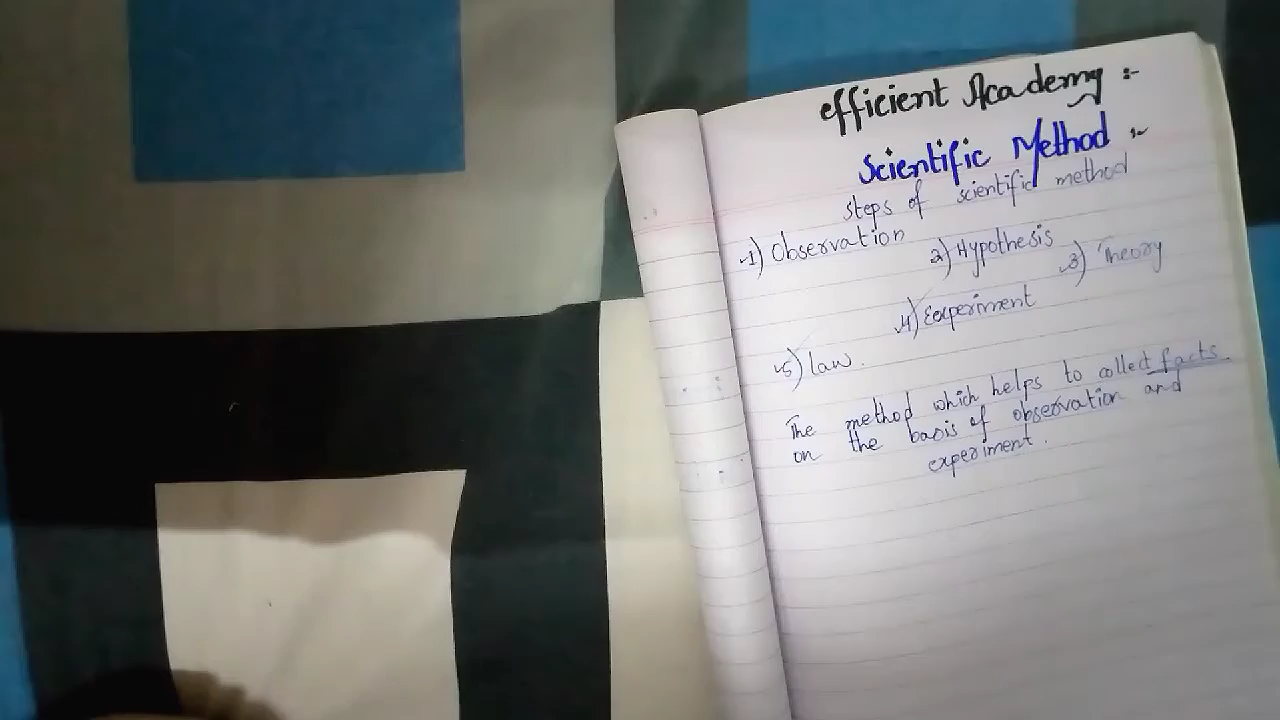 efficient Academy :-
Scientific Method :-
steps of scientific method
1) Observation 2) Hypothesis 3) Theory
4) Experiment
5) law.
The method which helps to collect facts
on the basis of observation and
experiment.